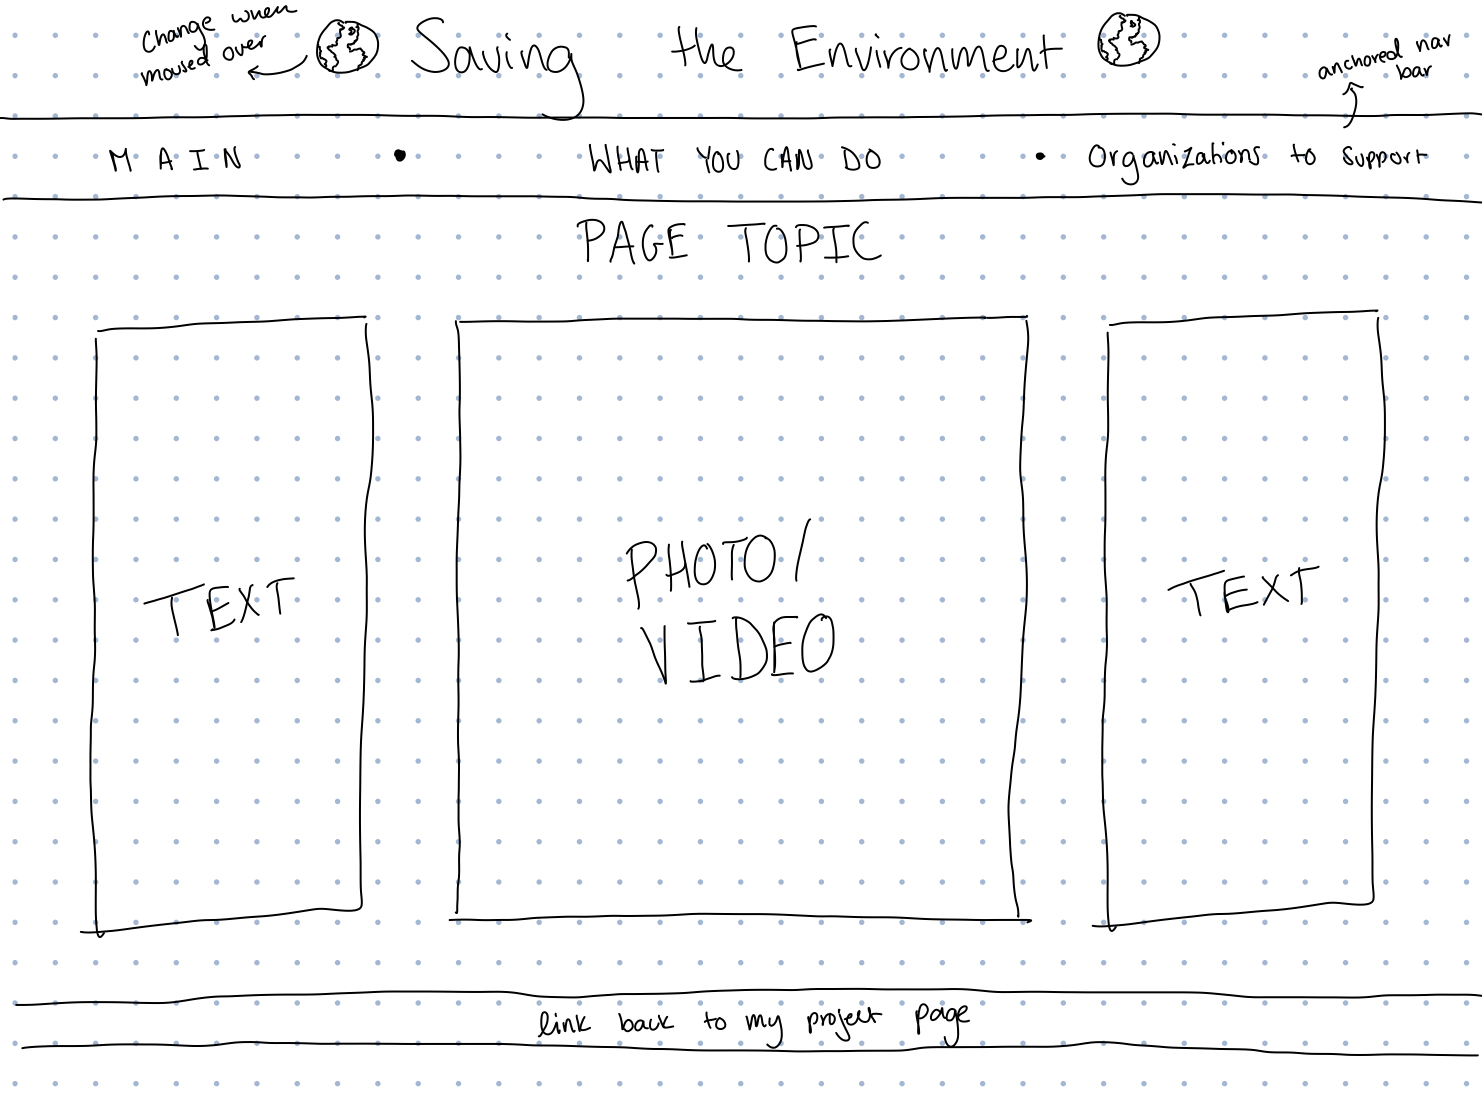 Change when
moused over
Saving the Environment
anchored nav
bar
MAIN • WHAT YOU CAN DO • Organizations to Support
PAGE TOPIC
TEXT
PHOTO/
VIDEO
TEXT
link back to my project page